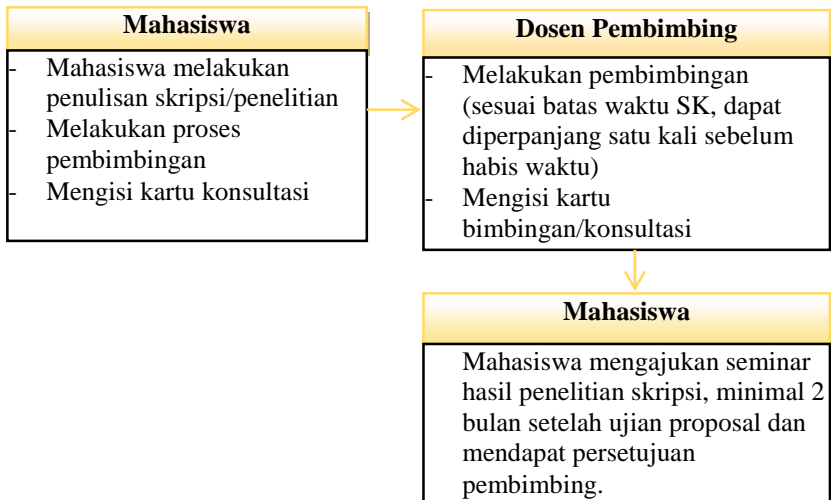 Mahasiswa
- Mahasiswa melakukan
penulisan skripsi/penelitian
- Melakukan proses
pembimbingan
- Mengisi kartu konsultasi
Dosen Pembimbing
- Melakukan pembimbingan
(sesuai batas waktu SK, dapat
diperpanjang satu kali sebelum
habis waktu)
- Mengisi kartu
bimbingan/konsultasi
Mahasiswa
Mahasiswa mengajukan seminar
hasil penelitian skripsi, minimal 2
bulan setelah ujian proposal dan
mendapat persetujuan
pembimbing.